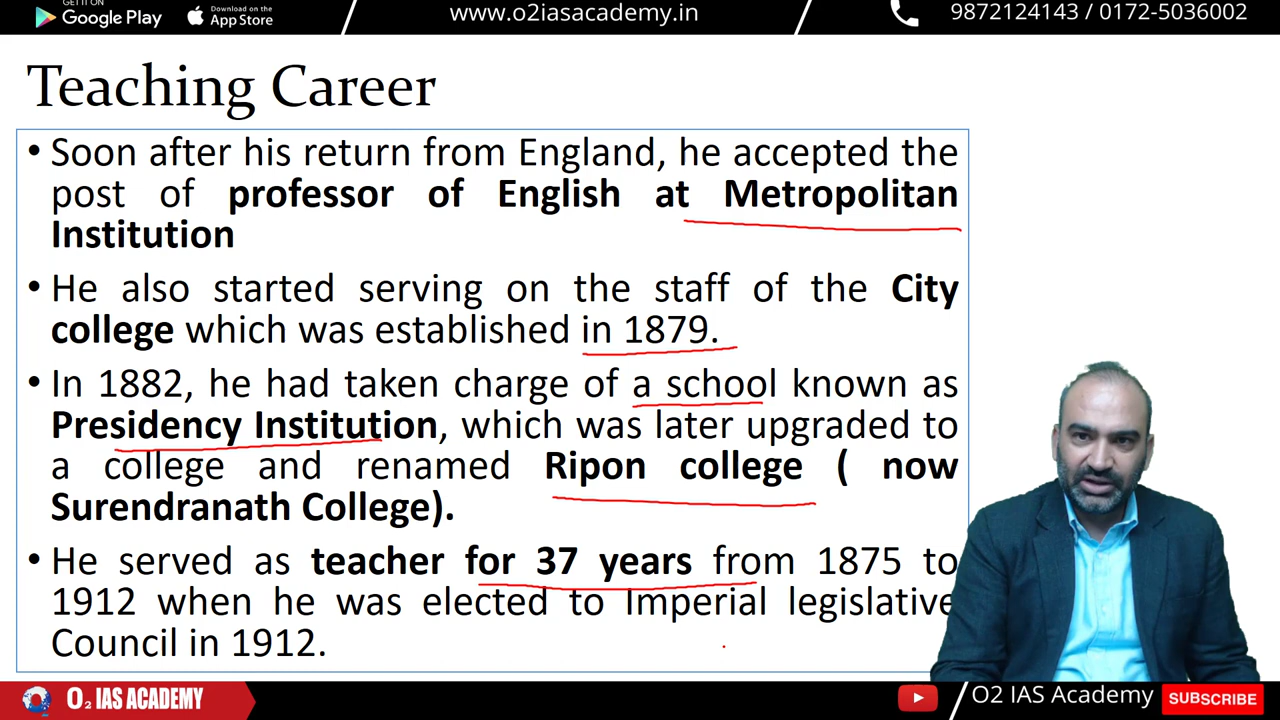 GET IT ON
Google Play
Download on the
App Store
www.o2iasacademy.in
9872124143 / 0172-5036002
Teaching Career
• Soon after his return from England, he accepted the
post of professor of English at Metropolitan
Institution
• He also started serving on the staff of the City
college which was established in 1879.
• In 1882, he had taken charge of a school known as
Presidency Institution, which was later upgraded to
a college and renamed Ripon college ( now
Surendranath College).
• He served as teacher for 37 years from 1875 to
1912 when he was elected to Imperial legislative
Council in 1912.
O2 IAS ACADEMY
O2 IAS Academy
SUBSCRIBE